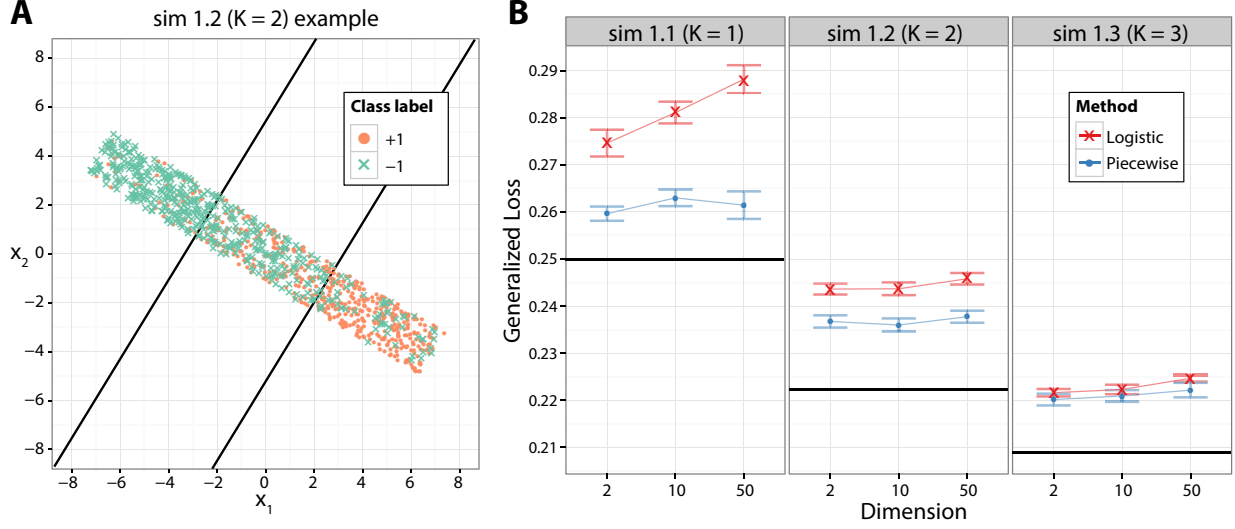 A
sim 1.2 (K = 2) example
8
6
4
2
0
−2
−4
−6
−8
x2
−8 −6 −4 −2 0 2 4 6 8
x1
Class label
+1
−1
B
sim 1.1 (K = 1) sim 1.2 (K = 2) sim 1.3 (K = 3)
0.29
0.28
0.27
0.26
0.25
0.24
0.23
0.22
0.21
Generalized Loss
Method
Logistic
Piecewise
2 10 50 2 10 50 2 10 50
Dimension